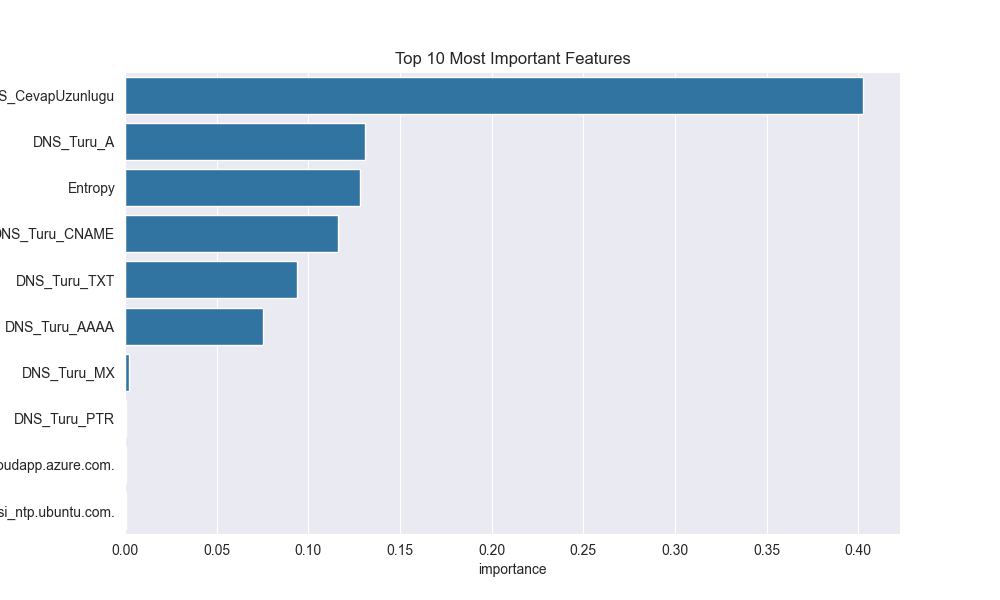 Top 10 Most Important Features
S_CevapUzunlugu
DNS_Turu_A
Entropy
DNS_Turu_CNAME
DNS_Turu_TXT
DNS_Turu_AAAA
DNS_Turu_MX
DNS_Turu_PTR
oudapp.azure.com.
si_ntp.ubuntu.com.
0.00 0.05 0.10 0.15 0.20 0.25 0.30 0.35 0.40
importance